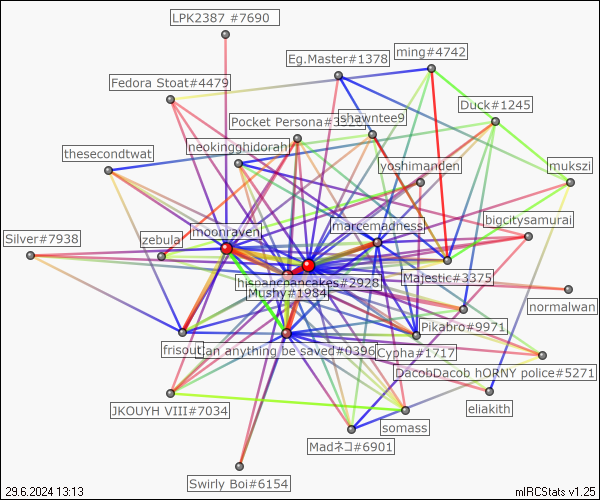 LPK2387 #7690
ming#4742
Eg.Master#1378
Fedora Stoat#4479
Duck#1245
shawntee9
Pocket Persona#
neokingghidorah
thesecondtwat
yoshimanden
mukszi
bigcitysamurai
moonraven
marcemadness
Silver#7938
zebula
Majestic#3375
hispanchancakes#2928
Mushy#1984
normalwan
Pikabro#9971
frisout
an anything be saved#0396
Cypha#1717
DacobDacob hORNY police#5271
JKOUYH VIII#7034
eliakith
somass
Madネコ#6901
Swirly Boi#6154
29.6.2024 13:13
mIRCStats v1.25